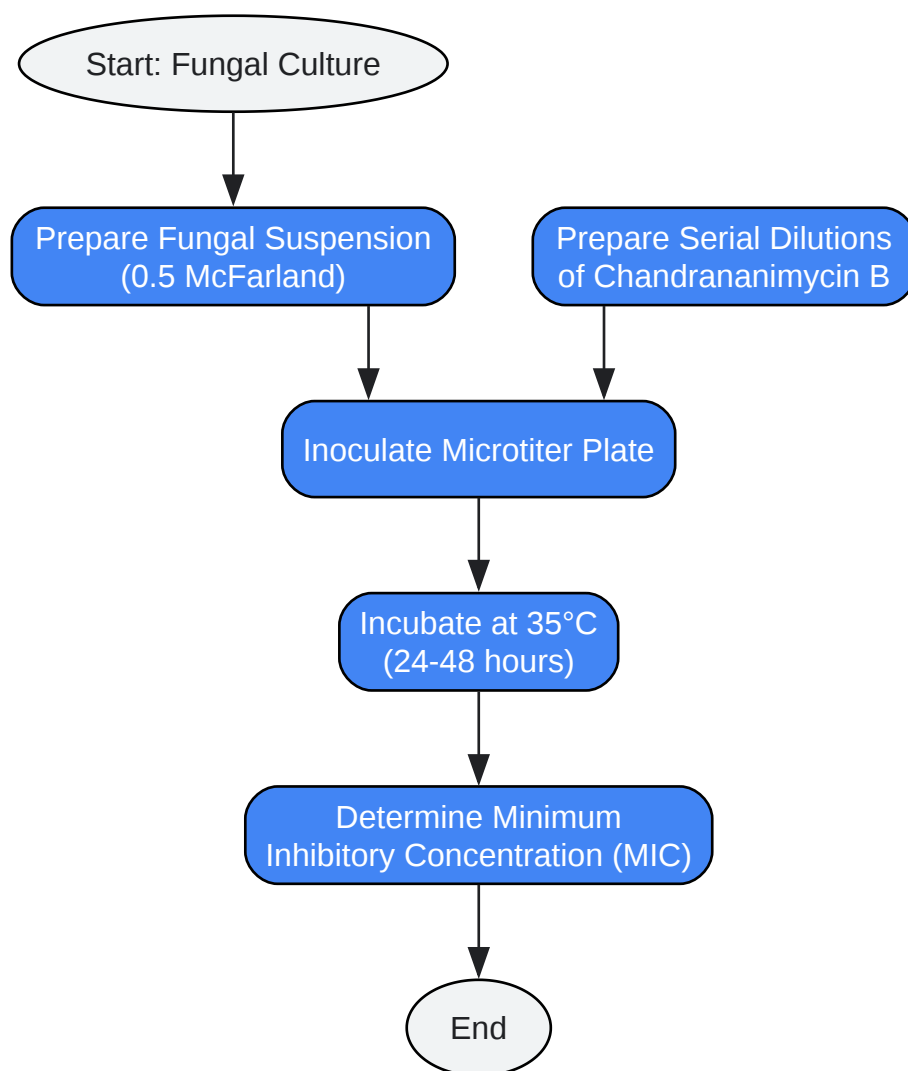 Start: Fungal Culture
Prepare Fungal Suspension
(0.5 McFarland)
Prepare Serial Dilutions
of Chandrananimycin B
Inoculate Microtiter Plate
Incubate at 35°C
(24-48 hours)
Determine Minimum
Inhibitory Concentration (MIC)
End